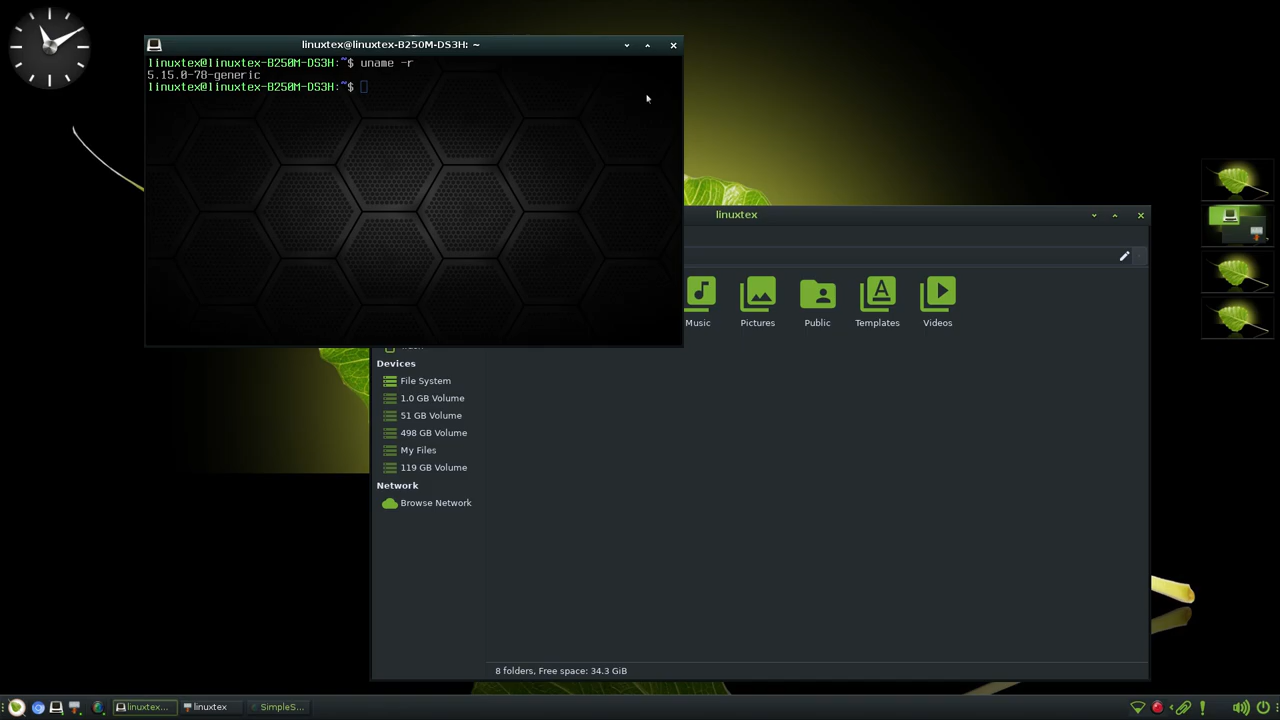 linuxtex@linuxtex-B250M-DS3H: ~
linuxtex@linuxtex-B250M-DS3H:~$ uname -r
5.15.0-78-generic
linuxtex@linuxtex-B250M-DS3H:~$
linuxtex
Music
Pictures
Public
Templates
Videos
Devices
File System
1.0 GB Volume
51 GB Volume
498 GB Volume
My Files
119 GB Volume
Network
Browse Network
8 folders, Free space: 34.3 GiB
linuxtex...
linuxtex
SimpleS...